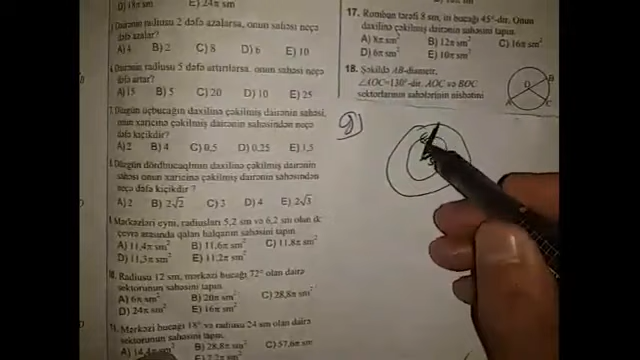 D) 18π sm² E) 24π sm
Dairənin radiusu 2 dəfə azalarsa, onun sahəsi neçə
dəfə azalar?
A) 4 B) 2 C) 8 D) 6 E) 10
Dairənin radiusu 5 dəfə artırılarsa, onun sahəsi neçə
dəfə artar?
A) 15 B) 5 C) 20 D) 10 E) 25
7. Düzgün üçbucağın daxilinə çəkilmiş dairənin sahəsi,
onun xaricinə çəkilmiş dairənin sahəsindən neçə
dəfə kiçikdir?
A) 2 B) 4 C) 0,5 D) 0,25 E) 1,5
Düzgün dördbucaqlının daxilinə çəkilmiş dairənin
sahəsi onun xaricinə çəkilmiş dairənin sahəsindən
neçə dəfə kiçikdir?
A) 2 B) 2√2 C) 3 D) 4 E) 2√3
Mərkəzləri eyni, radiusları 5,2 sm və 6,2 sm olan iki
çevrə arasında qalan halqanın sahəsini tapın.
A) 11,4π sm² B) 11,6π sm² C) 11,8π sm²
D) 11,3π sm² E) 11,2π sm²
10. Radiusu 12 sm, mərkəzi bucağı 72° olan dairə
sektorunun sahəsini tapın.
A) 6π sm² B) 20π sm² C) 28,8π sm²
D) 24π sm² E) 16π sm²
11. Mərkəzi bucağı 18° və radiusu 24 sm olan dairə
sektorunun sahəsini tapın.
A) 14,4π sm² B) 28,8π sm² C) 57,6π sm
E) 7,2π sm²
17. Rombun tərəfi 8 sm, iti bucağı 45°-dir. Onun
daxilinə çəkilmiş dairənin sahəsini tapın.
A) 8π sm² B) 12π sm² C) 16π sm²
D) 6π sm² E) 10π sm²
18. Şəkildə AB-diametr,
∠AOC=130°-dir. AOC və BOC
sektorlarının sahələrinin nisbətini
B
O
A C
9)